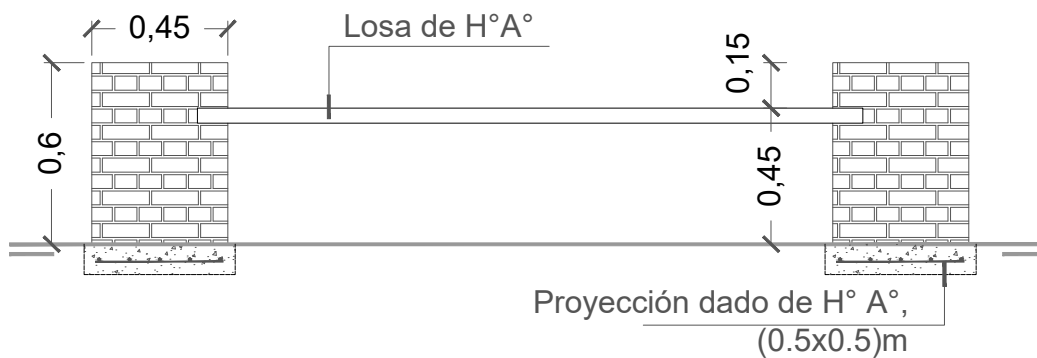 0,45
Losa de H°A°
0,15
0,6
0,45
Proyección dado de H° A°,
(0.5x0.5)m